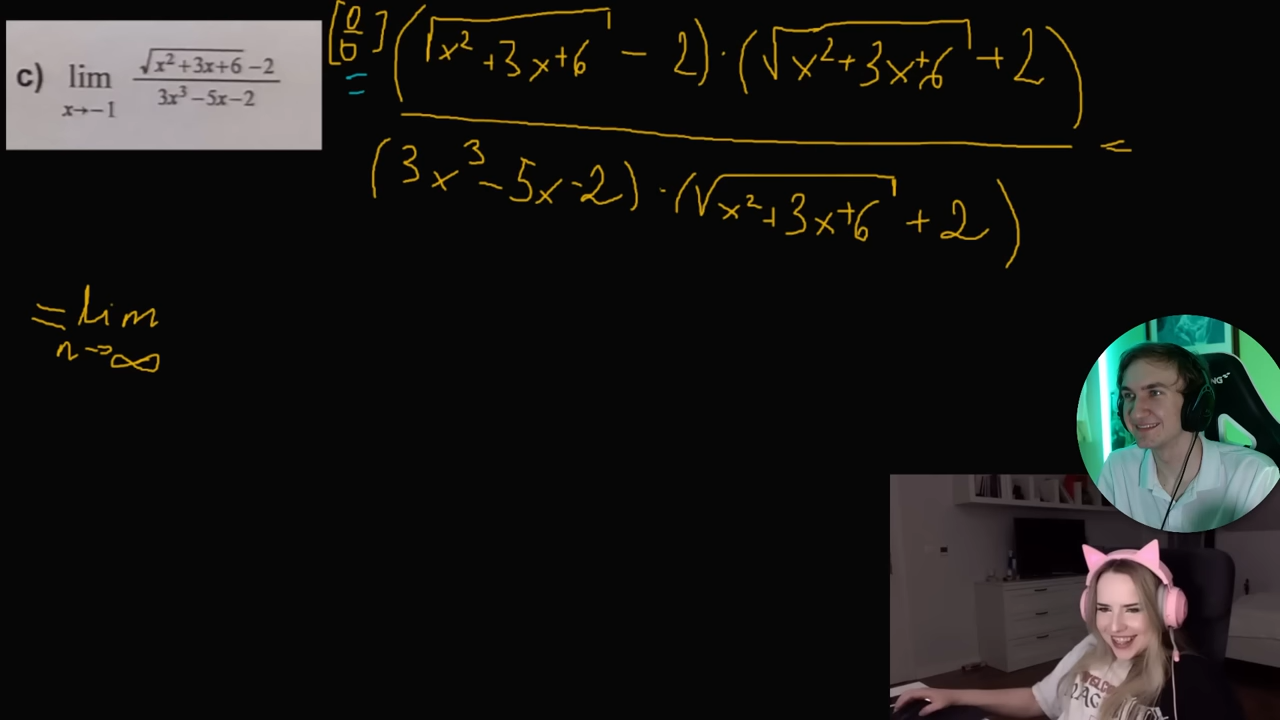 c) lim x→−1 (√(x²+3x+6) −2)/(3x³−5x−2)
[0/0] = ((√(x²+3x+6) − 2)·(√(x²+3x+6) + 2))/((3x³−5x−2)·(√(x²+3x+6) + 2)) =
= lim n→∞